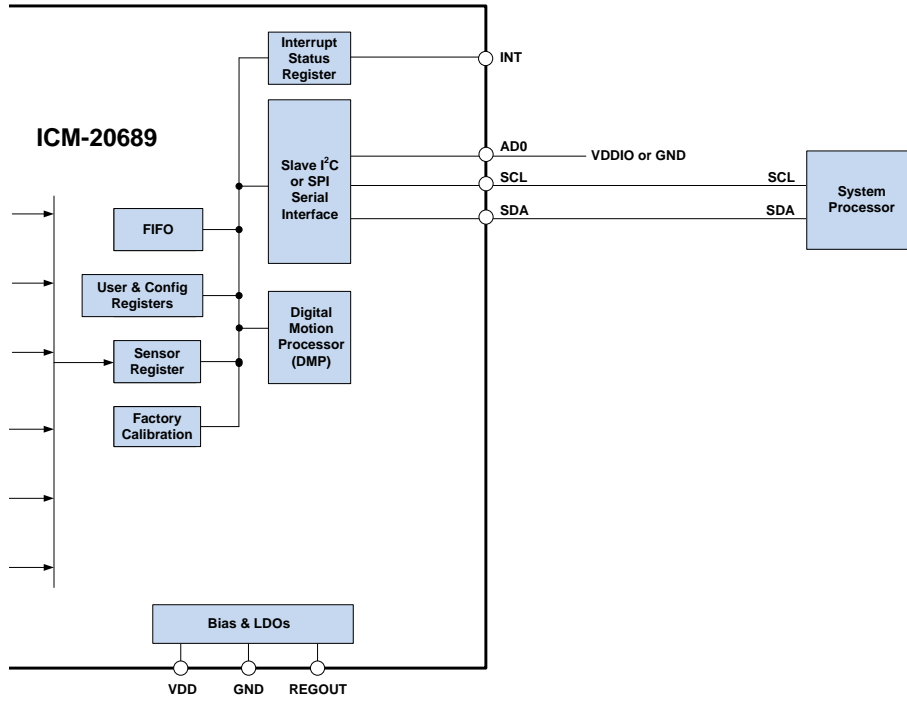 Interrupt
Status
Register
INT
ICM-20689
Slave I²C
or SPI
Serial
Interface
AD0
VDDIO or GND
SCL
SCL
SDA
SDA
System
Processor
FIFO
User & Config
Registers
Digital
Motion
Processor
(DMP)
Sensor
Register
Factory
Calibration
Bias & LDOs
VDD
GND
REGOUT